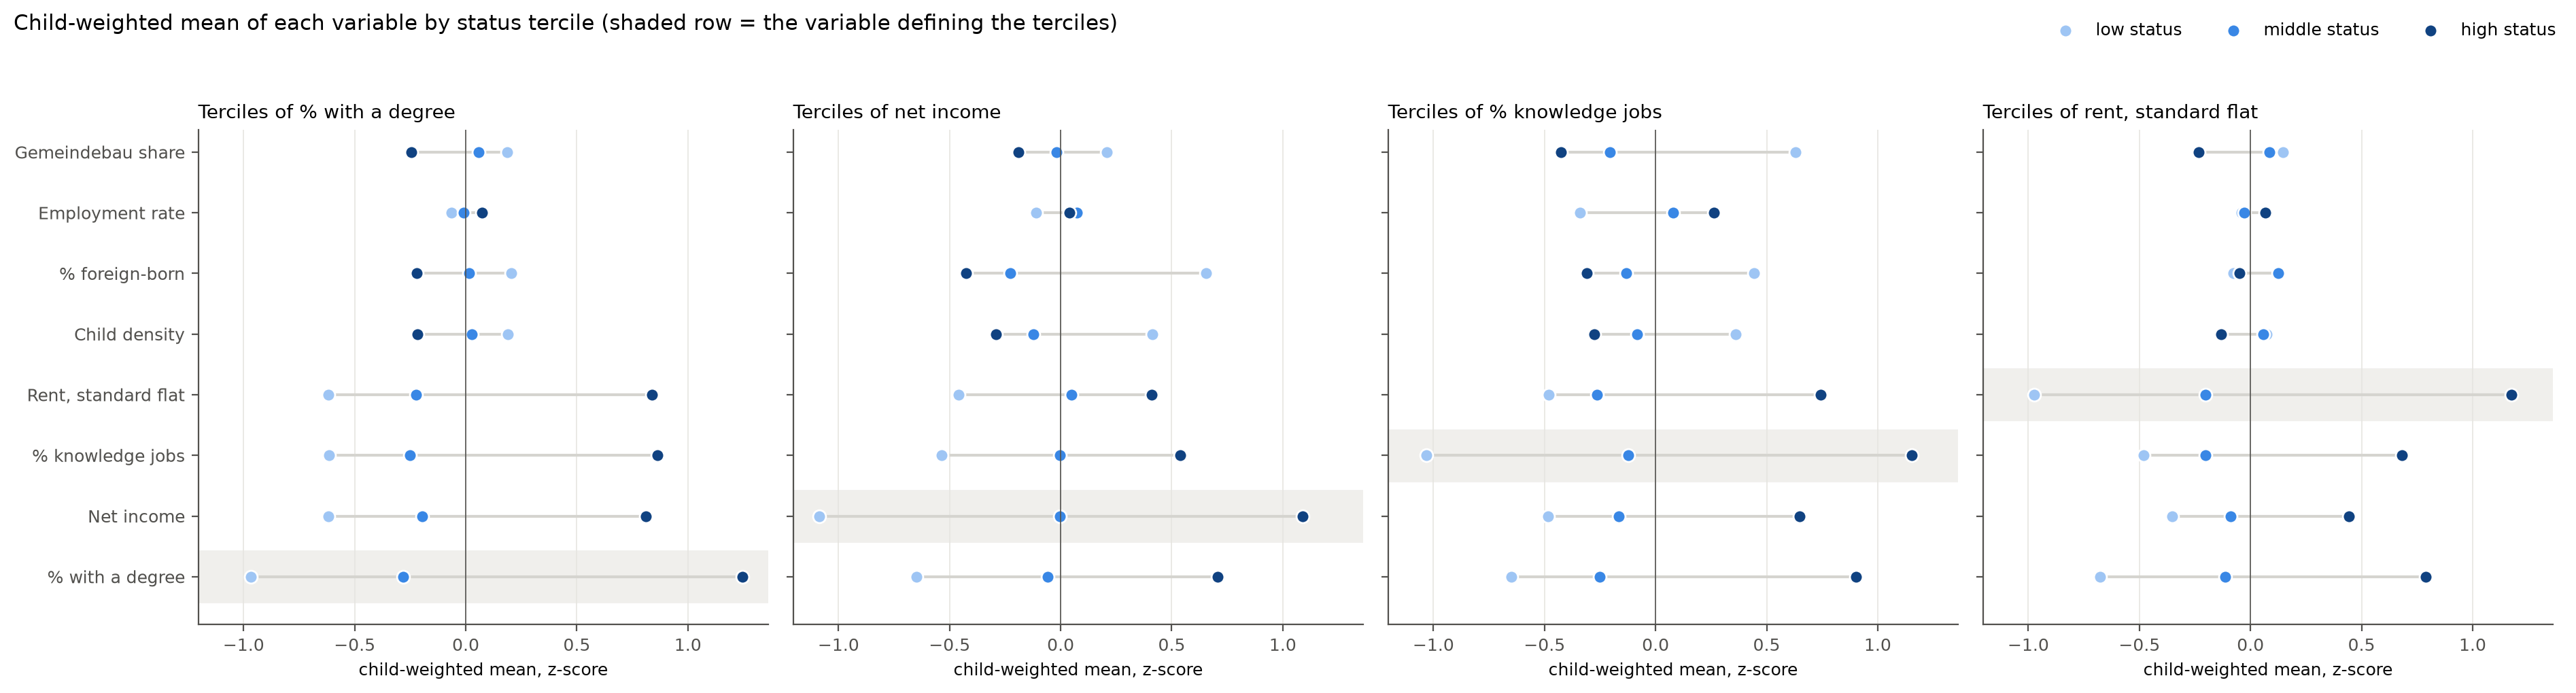 Child-weighted mean of each variable by status tercile (shaded row = the variable defining the terciles)
low status
middle status
high status
Terciles of % with a degree
Terciles of net income
Terciles of % knowledge jobs
Terciles of rent, standard flat
Gemeindebau share
Employment rate
% foreign-born
Child density
Rent, standard flat
% knowledge jobs
Net income
% with a degree
−1.0 −0.5 0.0 0.5 1.0
−1.0 −0.5 0.0 0.5 1.0
−1.0 −0.5 0.0 0.5 1.0
−1.0 −0.5 0.0 0.5 1.0
child-weighted mean, z-score
child-weighted mean, z-score
child-weighted mean, z-score
child-weighted mean, z-score